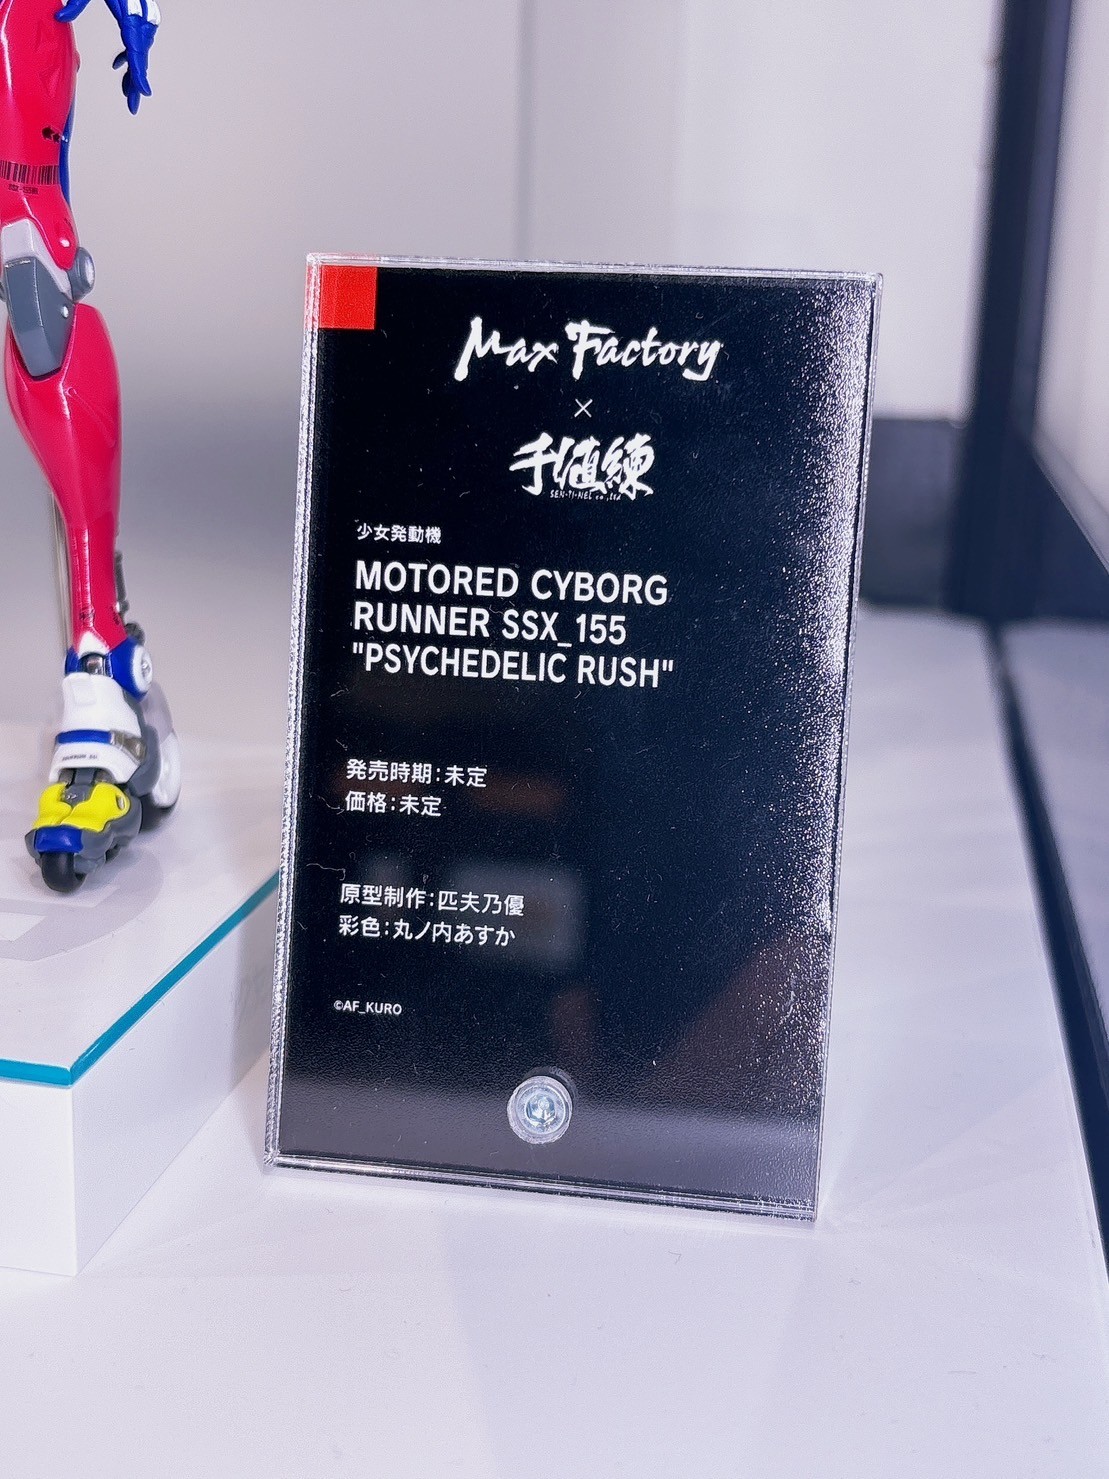 Max Factory
×
千値練
SEN-TI-NEL co.,ltd
少女発動機
MOTORED CYBORG
RUNNER SSX_155
"PSYCHEDELIC RUSH"
発売時期:未定
価格:未定
原型制作:匹夫乃優
彩色:丸ノ内あすか
©AF_KURO